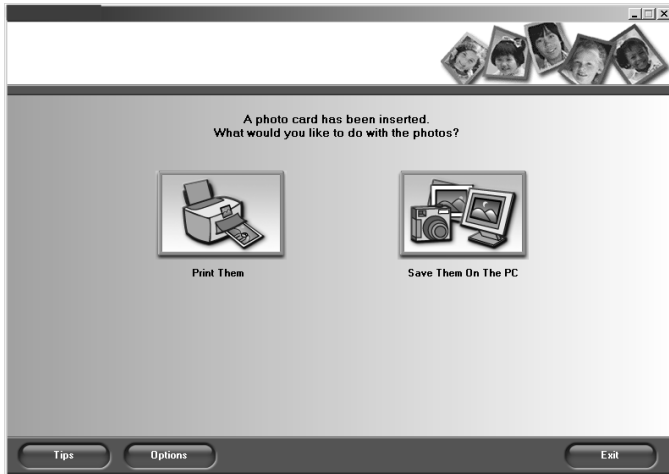 A photo card has been inserted.
What would you like to do with the photos?
Print Them
Save Them On The PC
Tips
Options
Exit